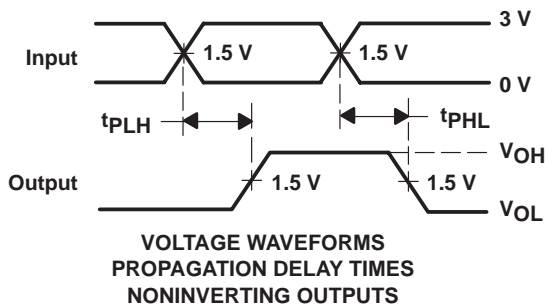 3 V
Input
1.5 V
1.5 V
0 V
tPLH
tPHL
VOH
Output
1.5 V
1.5 V
VOL
VOLTAGE WAVEFORMS
PROPAGATION DELAY TIMES
NONINVERTING OUTPUTS